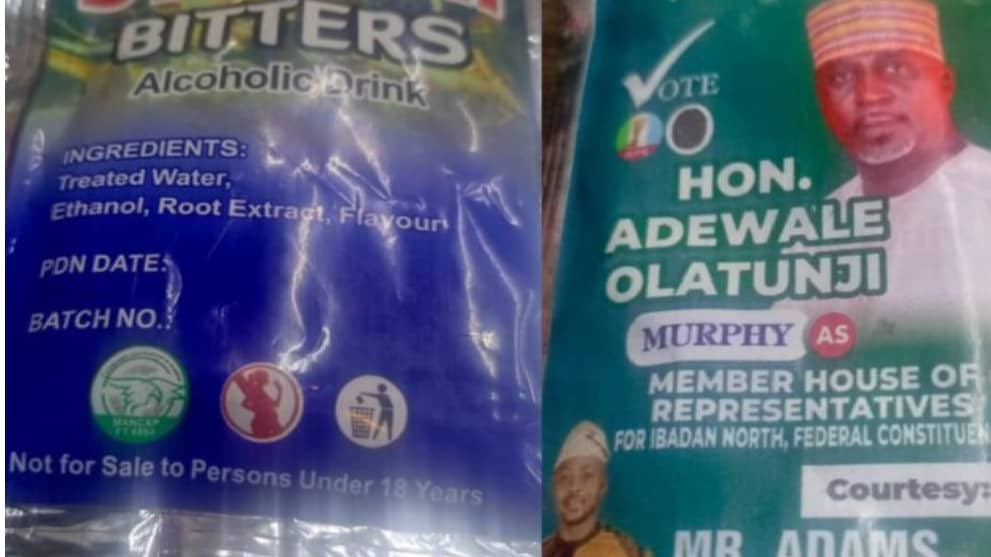 BITTERS
Alcoholic Drink
INGREDIENTS:
Treated Water,
Ethanol, Root Extract, Flavour
PDN DATE:
BATCH NO.:
MANCAP
Not for Sale to Persons Under 18 Years
VOTE
HON.
ADEWALE
OLATUNJI
MURPHY AS
MEMBER HOUSE OF
REPRESENTATIVES
FOR IBADAN NORTH, FEDERAL CONSTITUEN
Courtesy:
MR. ADAMS